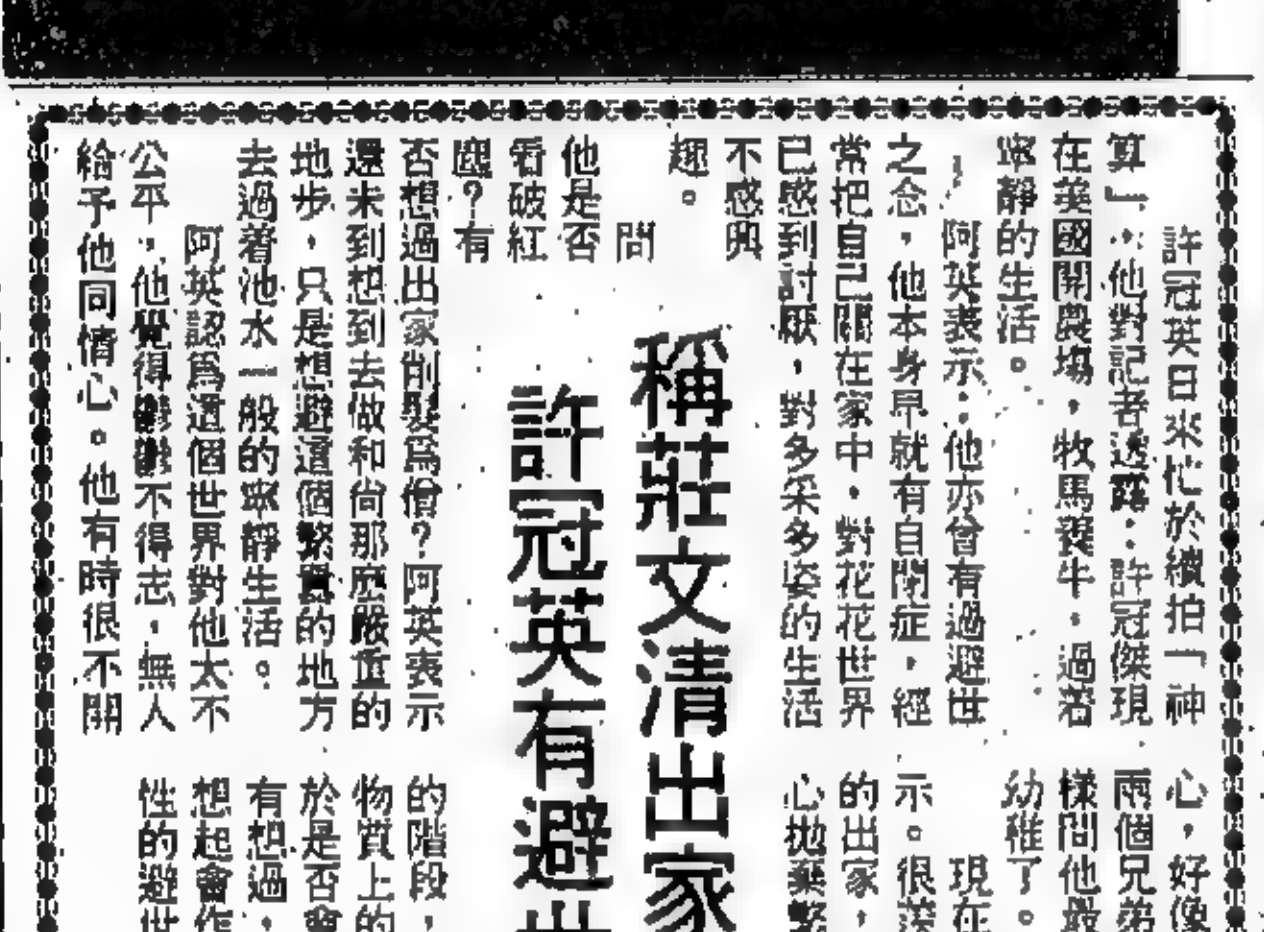 稱莊文清出家
許冠英有避世
許冠英日來忙於續拍「神
算」，他對記者透露：許冠傑現
在英國開農場，牧馬養牛，過着
寧靜的生活。
阿英表示：他亦曾有過避世
之念，他本身早就有自閉症，經
常把自己關在家中，對花花世界
已感到討厭，對多采多姿的生活
不感興
趣。
問
他是否
看破紅
塵？有
否想過出家削髮爲僧？阿英表示
還未到想到去做和尚那麽嚴重的
地步，只是想避這個繁囂的地方
去過着池水一般的寧靜生活。
阿英認爲這個世界對他太不
公平，他覺得鬱鬱不得志，無人
給予他同情心。他有時很不開
心，好像
兩個兄弟
樣問他最
幼稚了。
現在
示。很深
的出家，
心拋棄繁
的階段，
物質上的
於是否會
有想過，
想起會作
性的避世